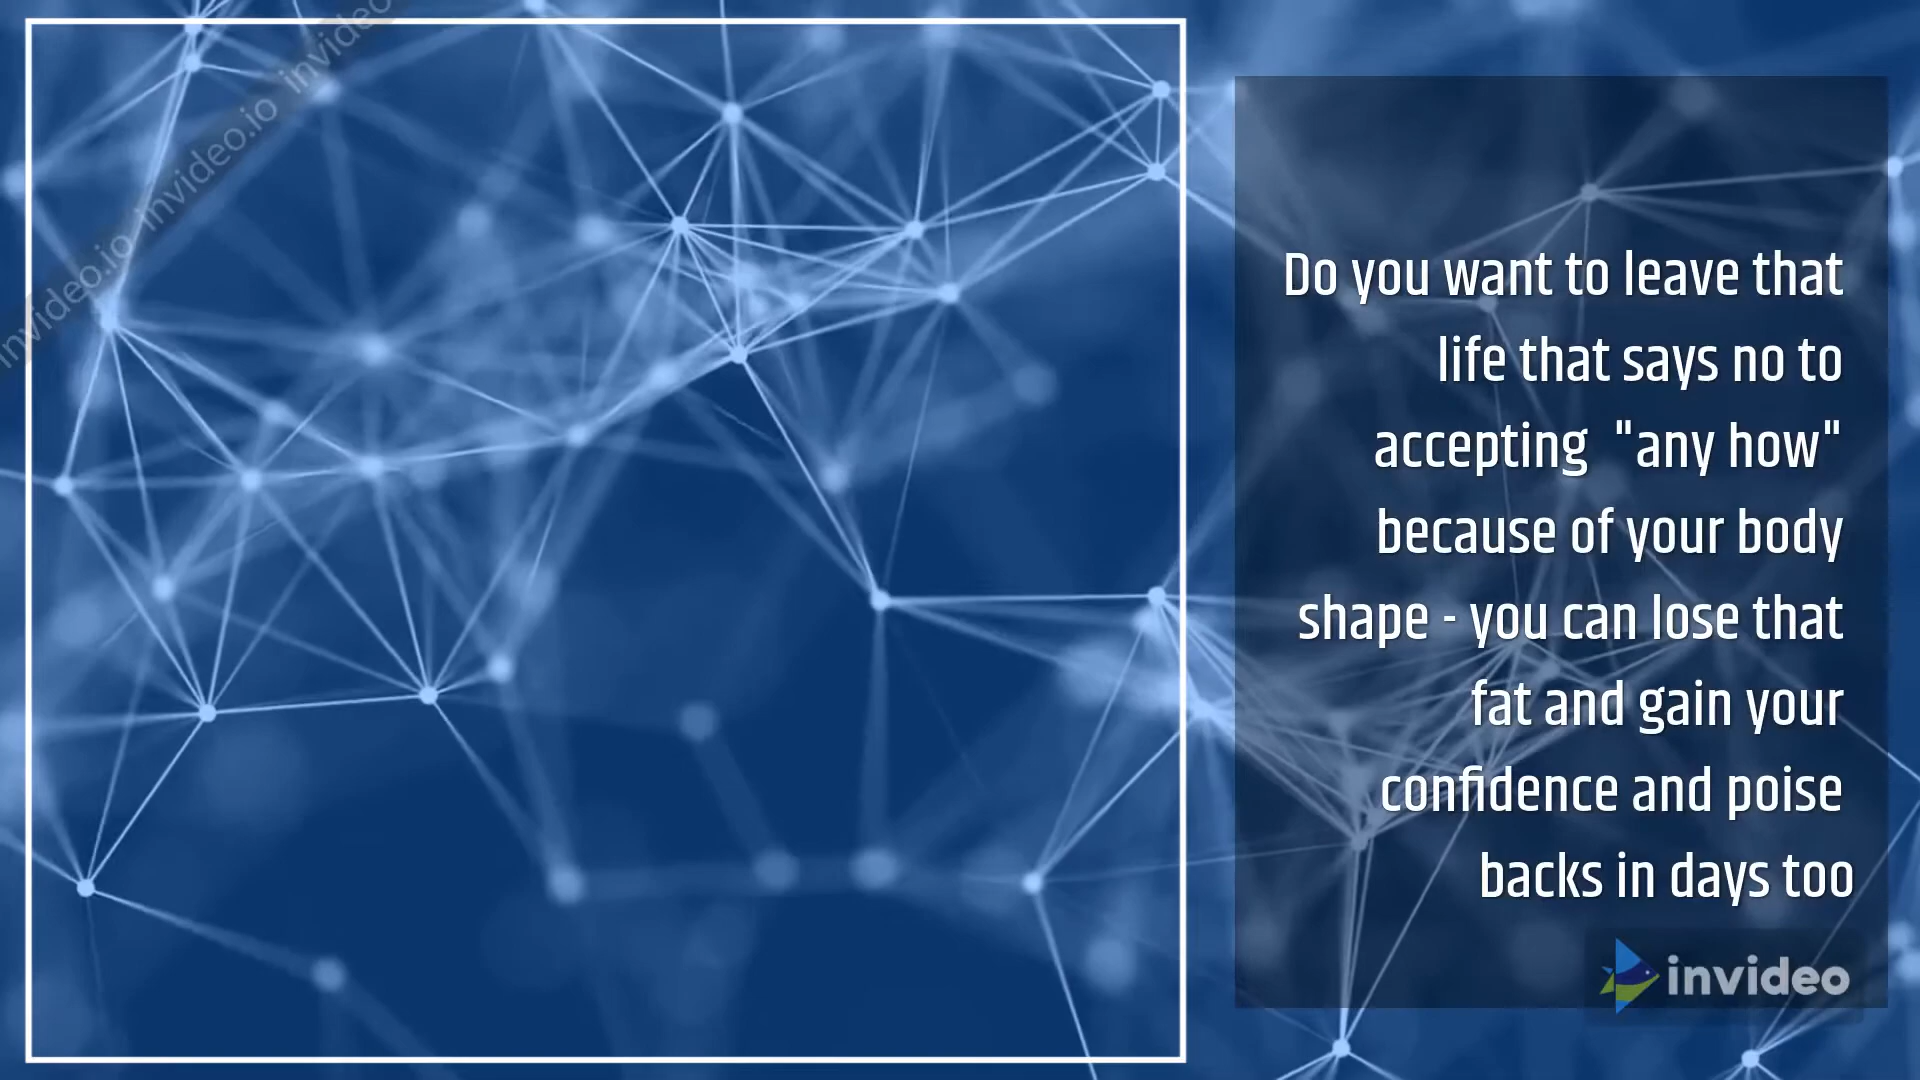 invideo.io invideo.io invideo
Do you want to leave that
life that says no to
accepting "any how"
because of your body
shape - you can lose that
fat and gain your
confidence and poise
backs in days too
invideo